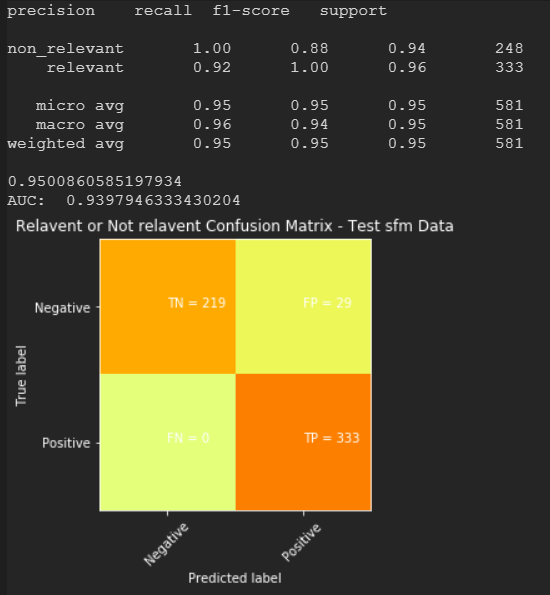 precision recall f1-score support
non_relevant 1.00 0.88 0.94 248
relevant 0.92 1.00 0.96 333
micro avg 0.95 0.95 0.95 581
macro avg 0.96 0.94 0.95 581
weighted avg 0.95 0.95 0.95 581
0.9500860585197934
AUC: 0.9397946333430204
Relavent or Not relavent Confusion Matrix - Test sfm Data
Negative
TN = 219
FP = 29
True label
Positive
FN = 0
TP = 333
Negative
Positive
Predicted label